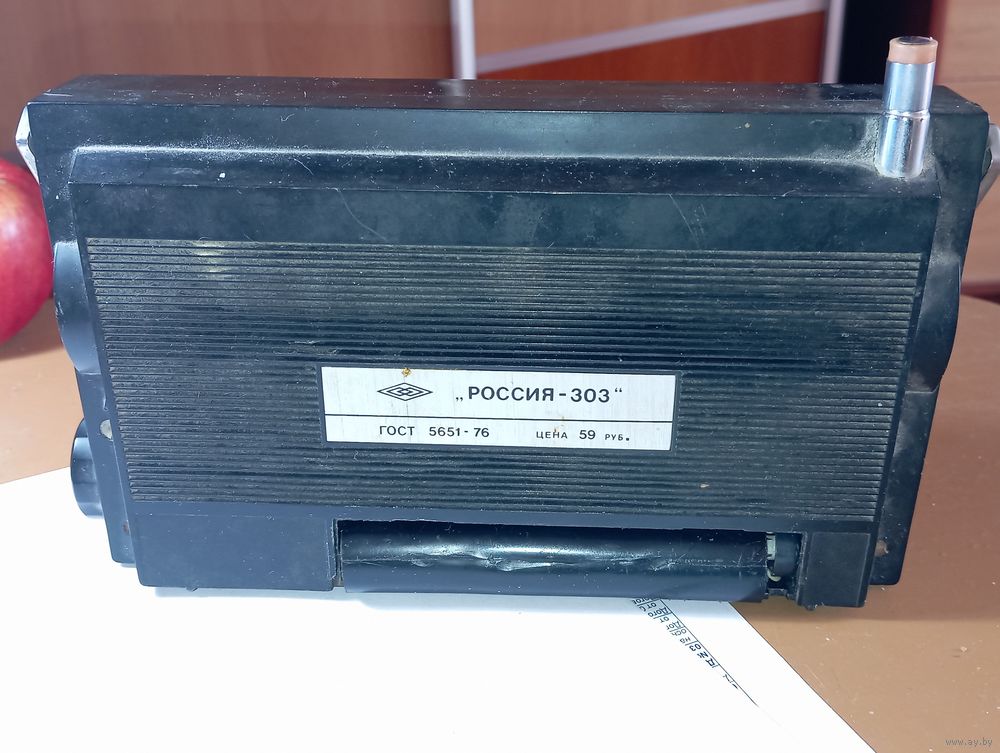 „РОССИЯ-303“
ГОСТ 5651-76 ЦЕНА 59 РУБ.
www.ay.by